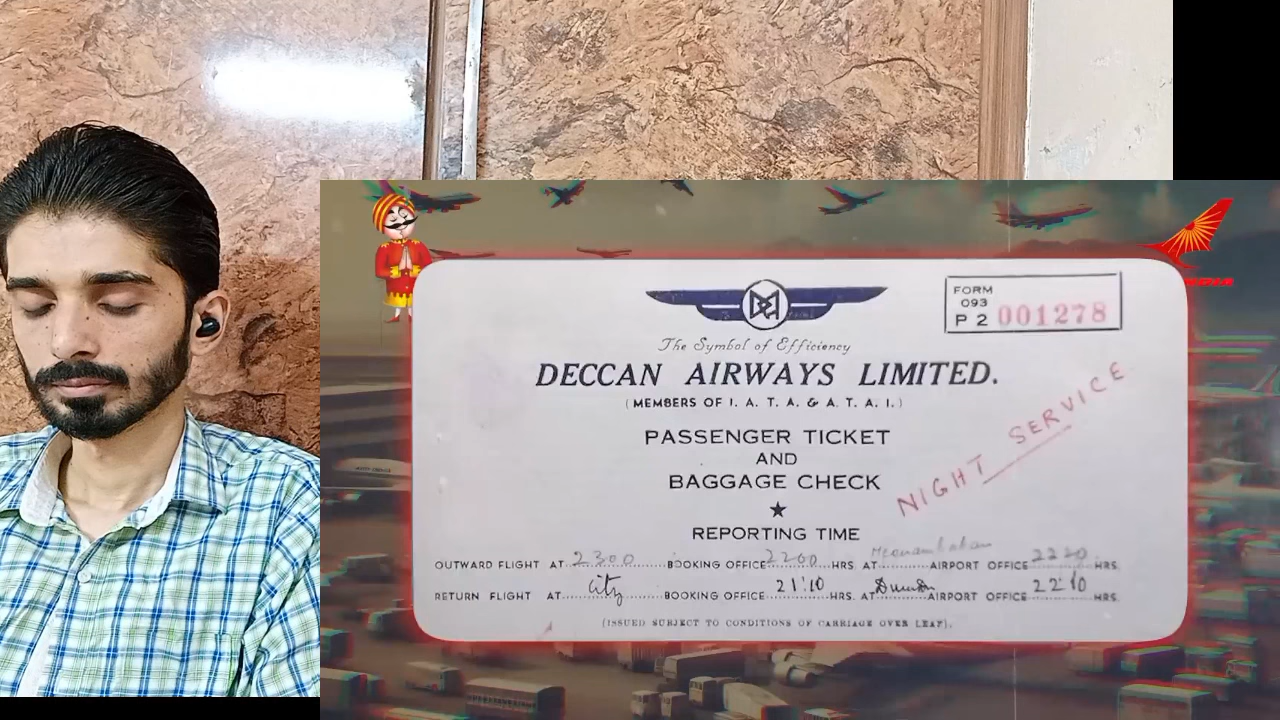 FORM
093
P 2 001278
The Symbol of Efficiency
DECCAN AIRWAYS LIMITED.
(MEMBERS OF I. A. T. A. & A. T. A. I.)
NIGHT SERVICE
PASSENGER TICKET
AND
BAGGAGE CHECK
REPORTING TIME
OUTWARD FLIGHT AT 2300 BOOKING OFFICE 2200 HRS. AT AIRPORT OFFICE 2220 HRS.
RETURN FLIGHT AT City BOOKING OFFICE 21:10 HRS. AT Dumdum AIRPORT OFFICE 22:10 HRS.
(ISSUED SUBJECT TO CONDITIONS OF CARRIAGE OVER LEAF).